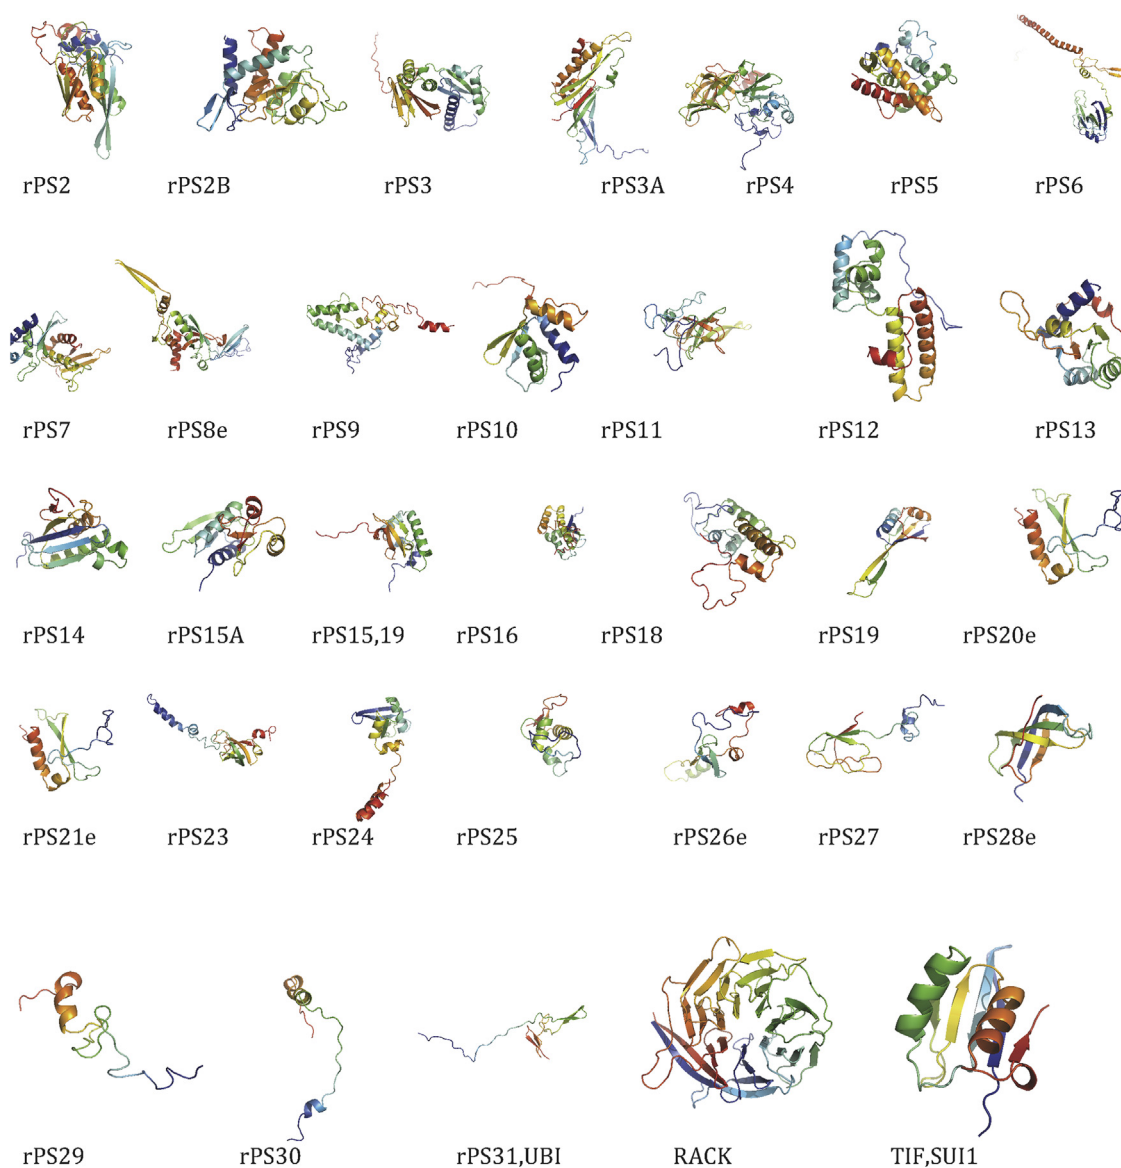 rPS2 rPS2B rPS3 rPS3A rPS4 rPS5 rPS6
rPS7 rPS8e rPS9 rPS10 rPS11 rPS12 rPS13
rPS14 rPS15A rPS15,19 rPS16 rPS18 rPS19 rPS20e
rPS21e rPS23 rPS24 rPS25 rPS26e rPS27 rPS28e
rPS29 rPS30 rPS31,UBI RACK TIF,SUI1